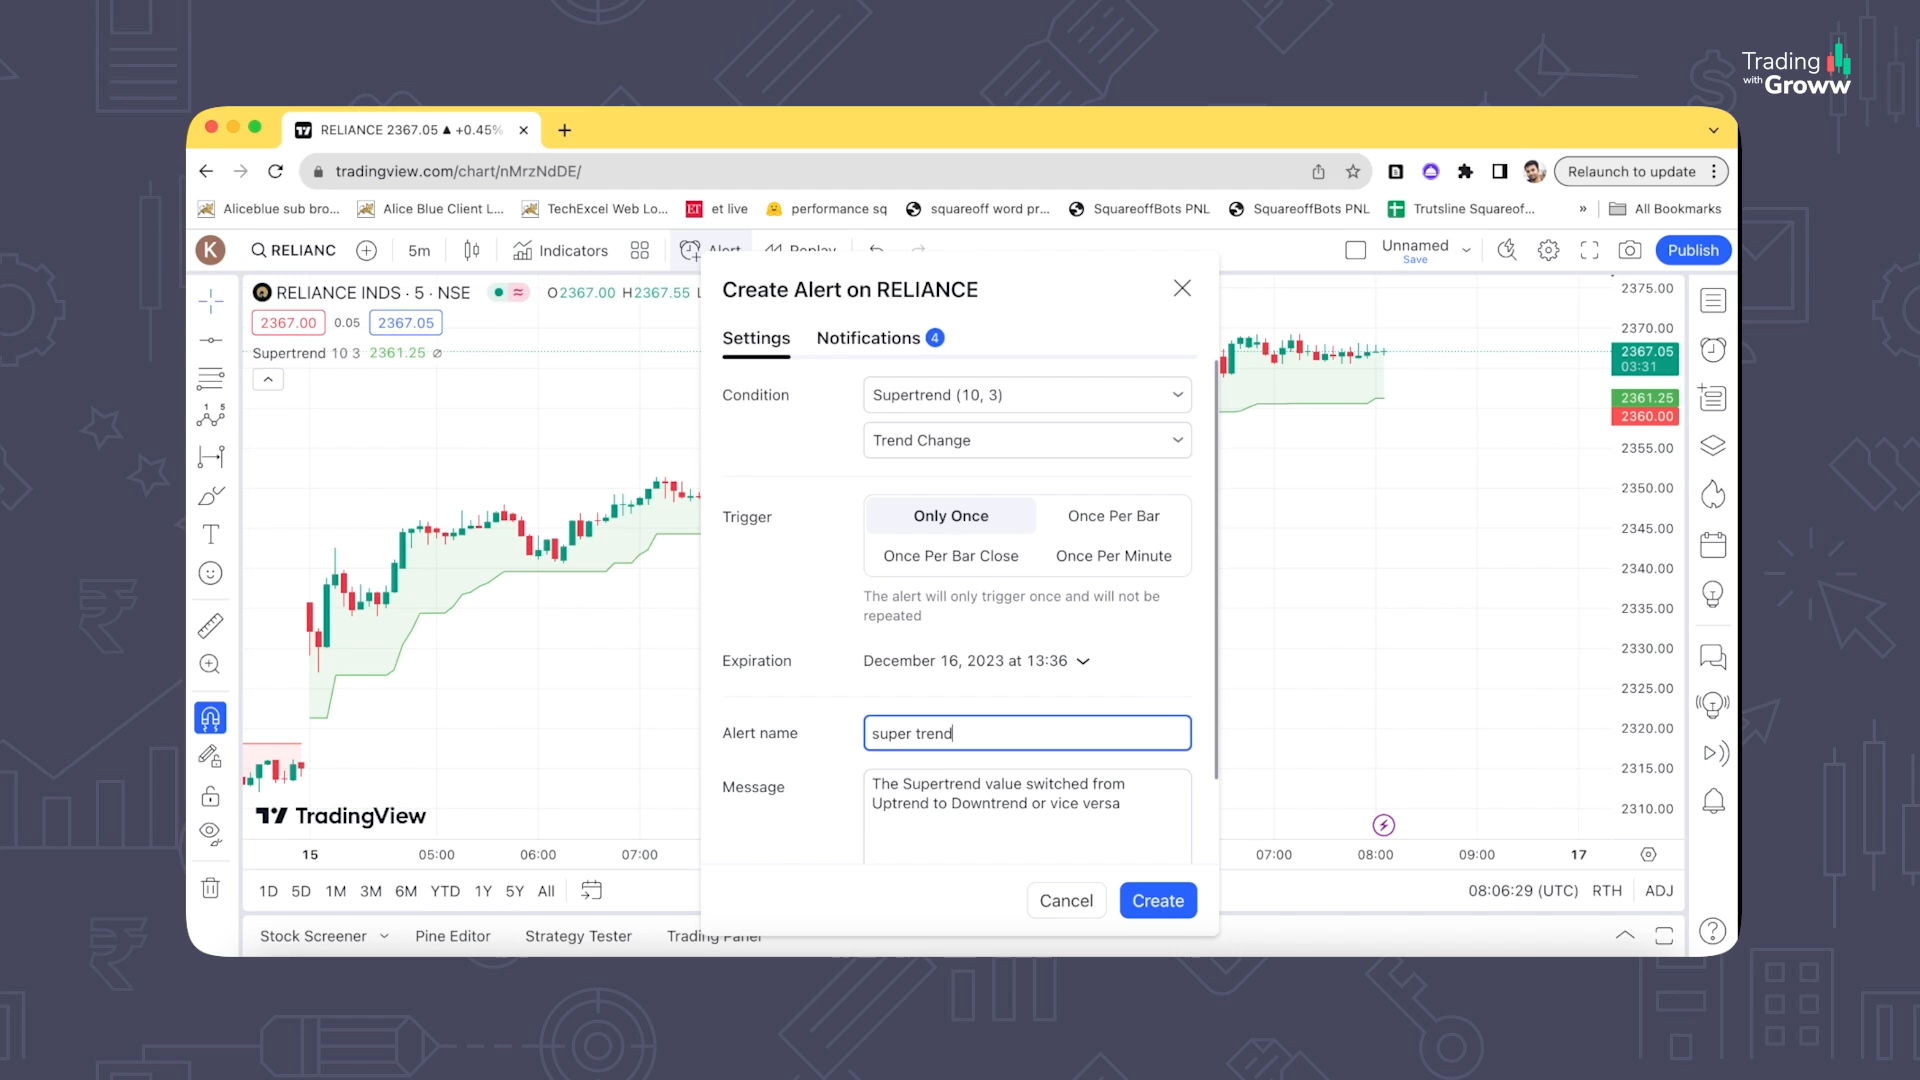 Trading
with Groww
RELIANCE 2367.05 ▲ +0.45%
tradingview.com/chart/nMrzNdDE/
Relaunch to update
Aliceblue sub bro...
Alice Blue Client L...
TechExcel Web Lo...
ET
et live
performance sq
squareoff word pr...
SquareoffBots PNL
SquareoffBots PNL
Trutsline Squareof...
»
All Bookmarks
K
RELIANC
5m
Indicators
Alert
Replay
Unnamed
Save
Publish
RELIANCE INDS · 5 · NSE
O2367.00 H2367.55 L
2367.00
0.05
2367.05
Supertrend 10 3 2361.25 ∅
Create Alert on RELIANCE
Settings
Notifications 4
Condition
Supertrend (10, 3)
Trend Change
Trigger
Only Once
Once Per Bar
Once Per Bar Close
Once Per Minute
The alert will only trigger once and will not be
repeated
Expiration
December 16, 2023 at 13:36
Alert name
super trend
Message
The Supertrend value switched from
Uptrend to Downtrend or vice versa
Cancel
Create
2375.00
2370.00
2367.05
03:31
2361.25
2360.00
2355.00
2350.00
2345.00
2340.00
2335.00
2330.00
2325.00
2320.00
2315.00
2310.00
TradingView
15
05:00
06:00
07:00
07:00
08:00
09:00
17
1D
5D
1M
3M
6M
YTD
1Y
5Y
All
08:06:29 (UTC)
RTH
ADJ
Stock Screener
Pine Editor
Strategy Tester
Trading Panel